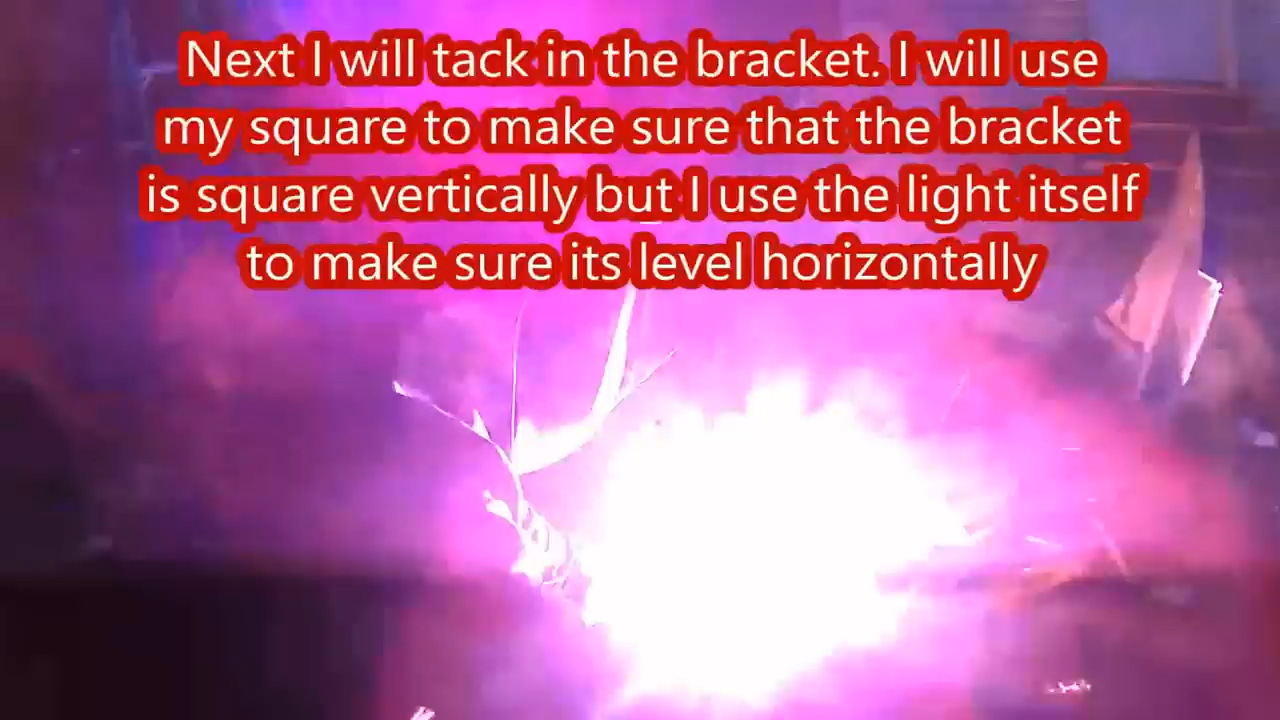 Next I will tack in the bracket. I will use
my square to make sure that the bracket
is square vertically but I use the light itself
to make sure its level horizontally